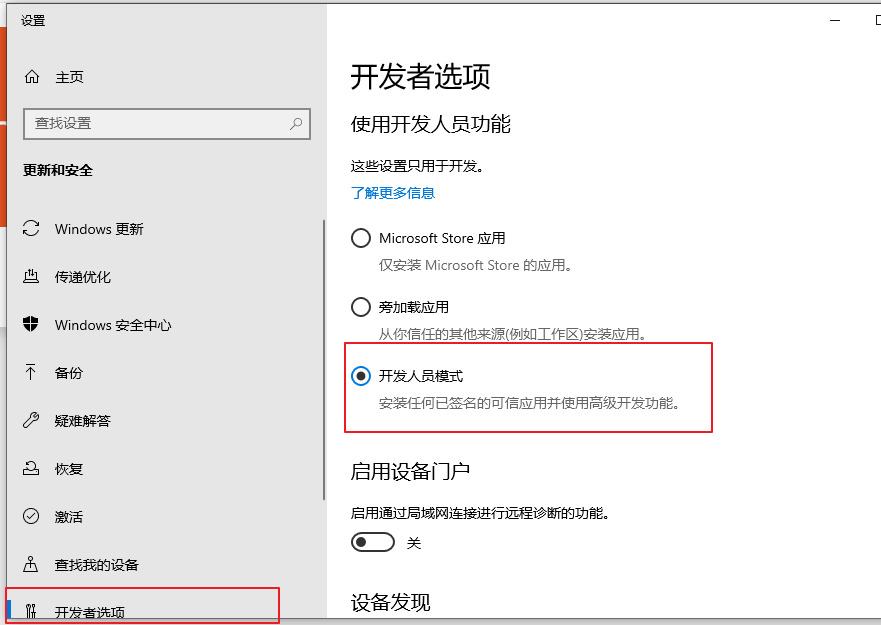 设置
主页
查找设置
更新和安全
Windows 更新
传递优化
Windows 安全中心
备份
疑难解答
恢复
激活
查找我的设备
开发者选项
开发者选项
使用开发人员功能
这些设置只用于开发。
了解更多信息
Microsoft Store 应用
仅安装 Microsoft Store 的应用。
旁加载应用
从你信任的其他来源(例如工作区)安装应用。
开发人员模式
安装任何已签名的可信应用并使用高级开发功能。
启用设备门户
启用通过局域网连接进行远程诊断的功能。
关
设备发现